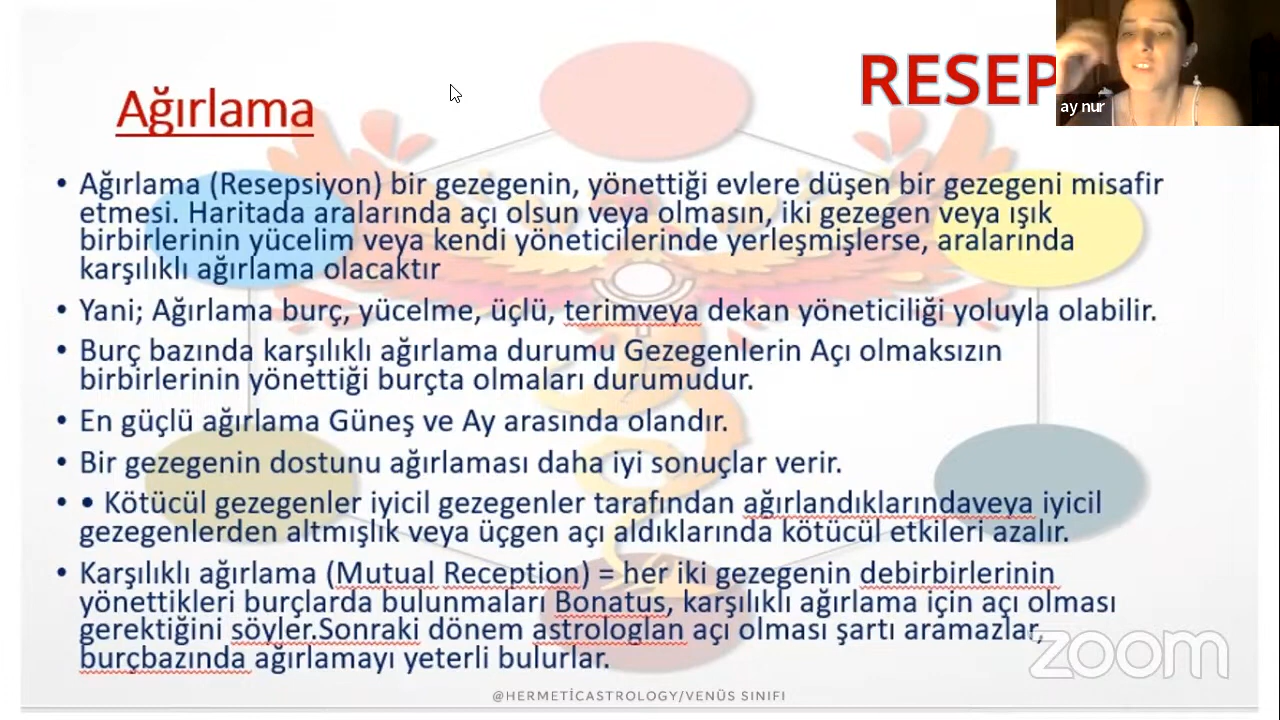 RESEP
Ağırlama
ay nur
• Ağırlama (Resepsiyon) bir gezegenin, yönettiği evlere düşen bir gezegeni misafir
etmesi. Haritada aralarında açı olsun veya olmasın, iki gezegen veya ışık
birbirlerinin yücelim veya kendi yöneticilerinde yerleşmişlerse, aralarında
karşılıklı ağırlama olacaktır
• Yani; Ağırlama burç, yücelme, üçlü, terimveya dekan yöneticiliği yoluyla olabilir.
• Burç bazında karşılıklı ağırlama durumu Gezegenlerin Açı olmaksızın
birbirlerinin yönettiği burçta olmaları durumudur.
• En güçlü ağırlama Güneş ve Ay arasında olandır.
• Bir gezegenin dostunu ağırlaması daha iyi sonuçlar verir.
• • Kötücül gezegenler iyicil gezegenler tarafından ağırlandıklarındaveya iyicil
gezegenlerden altmışlık veya üçgen açı aldıklarında kötücül etkileri azalır.
• Karşılıklı ağırlama (Mutual Reception) = her iki gezegenin debirbirlerinin
yönettikleri burçlarda bulunmaları Bonatus, karşılıklı ağırlama için açı olması
gerektiğini söyler.Sonraki dönem astrologlan açı olması şartı aramazlar,
burçbazında ağırlamayı yeterli bulurlar.
zoom
@HERMETİCASTROLOGY/VENÜS SINIFI